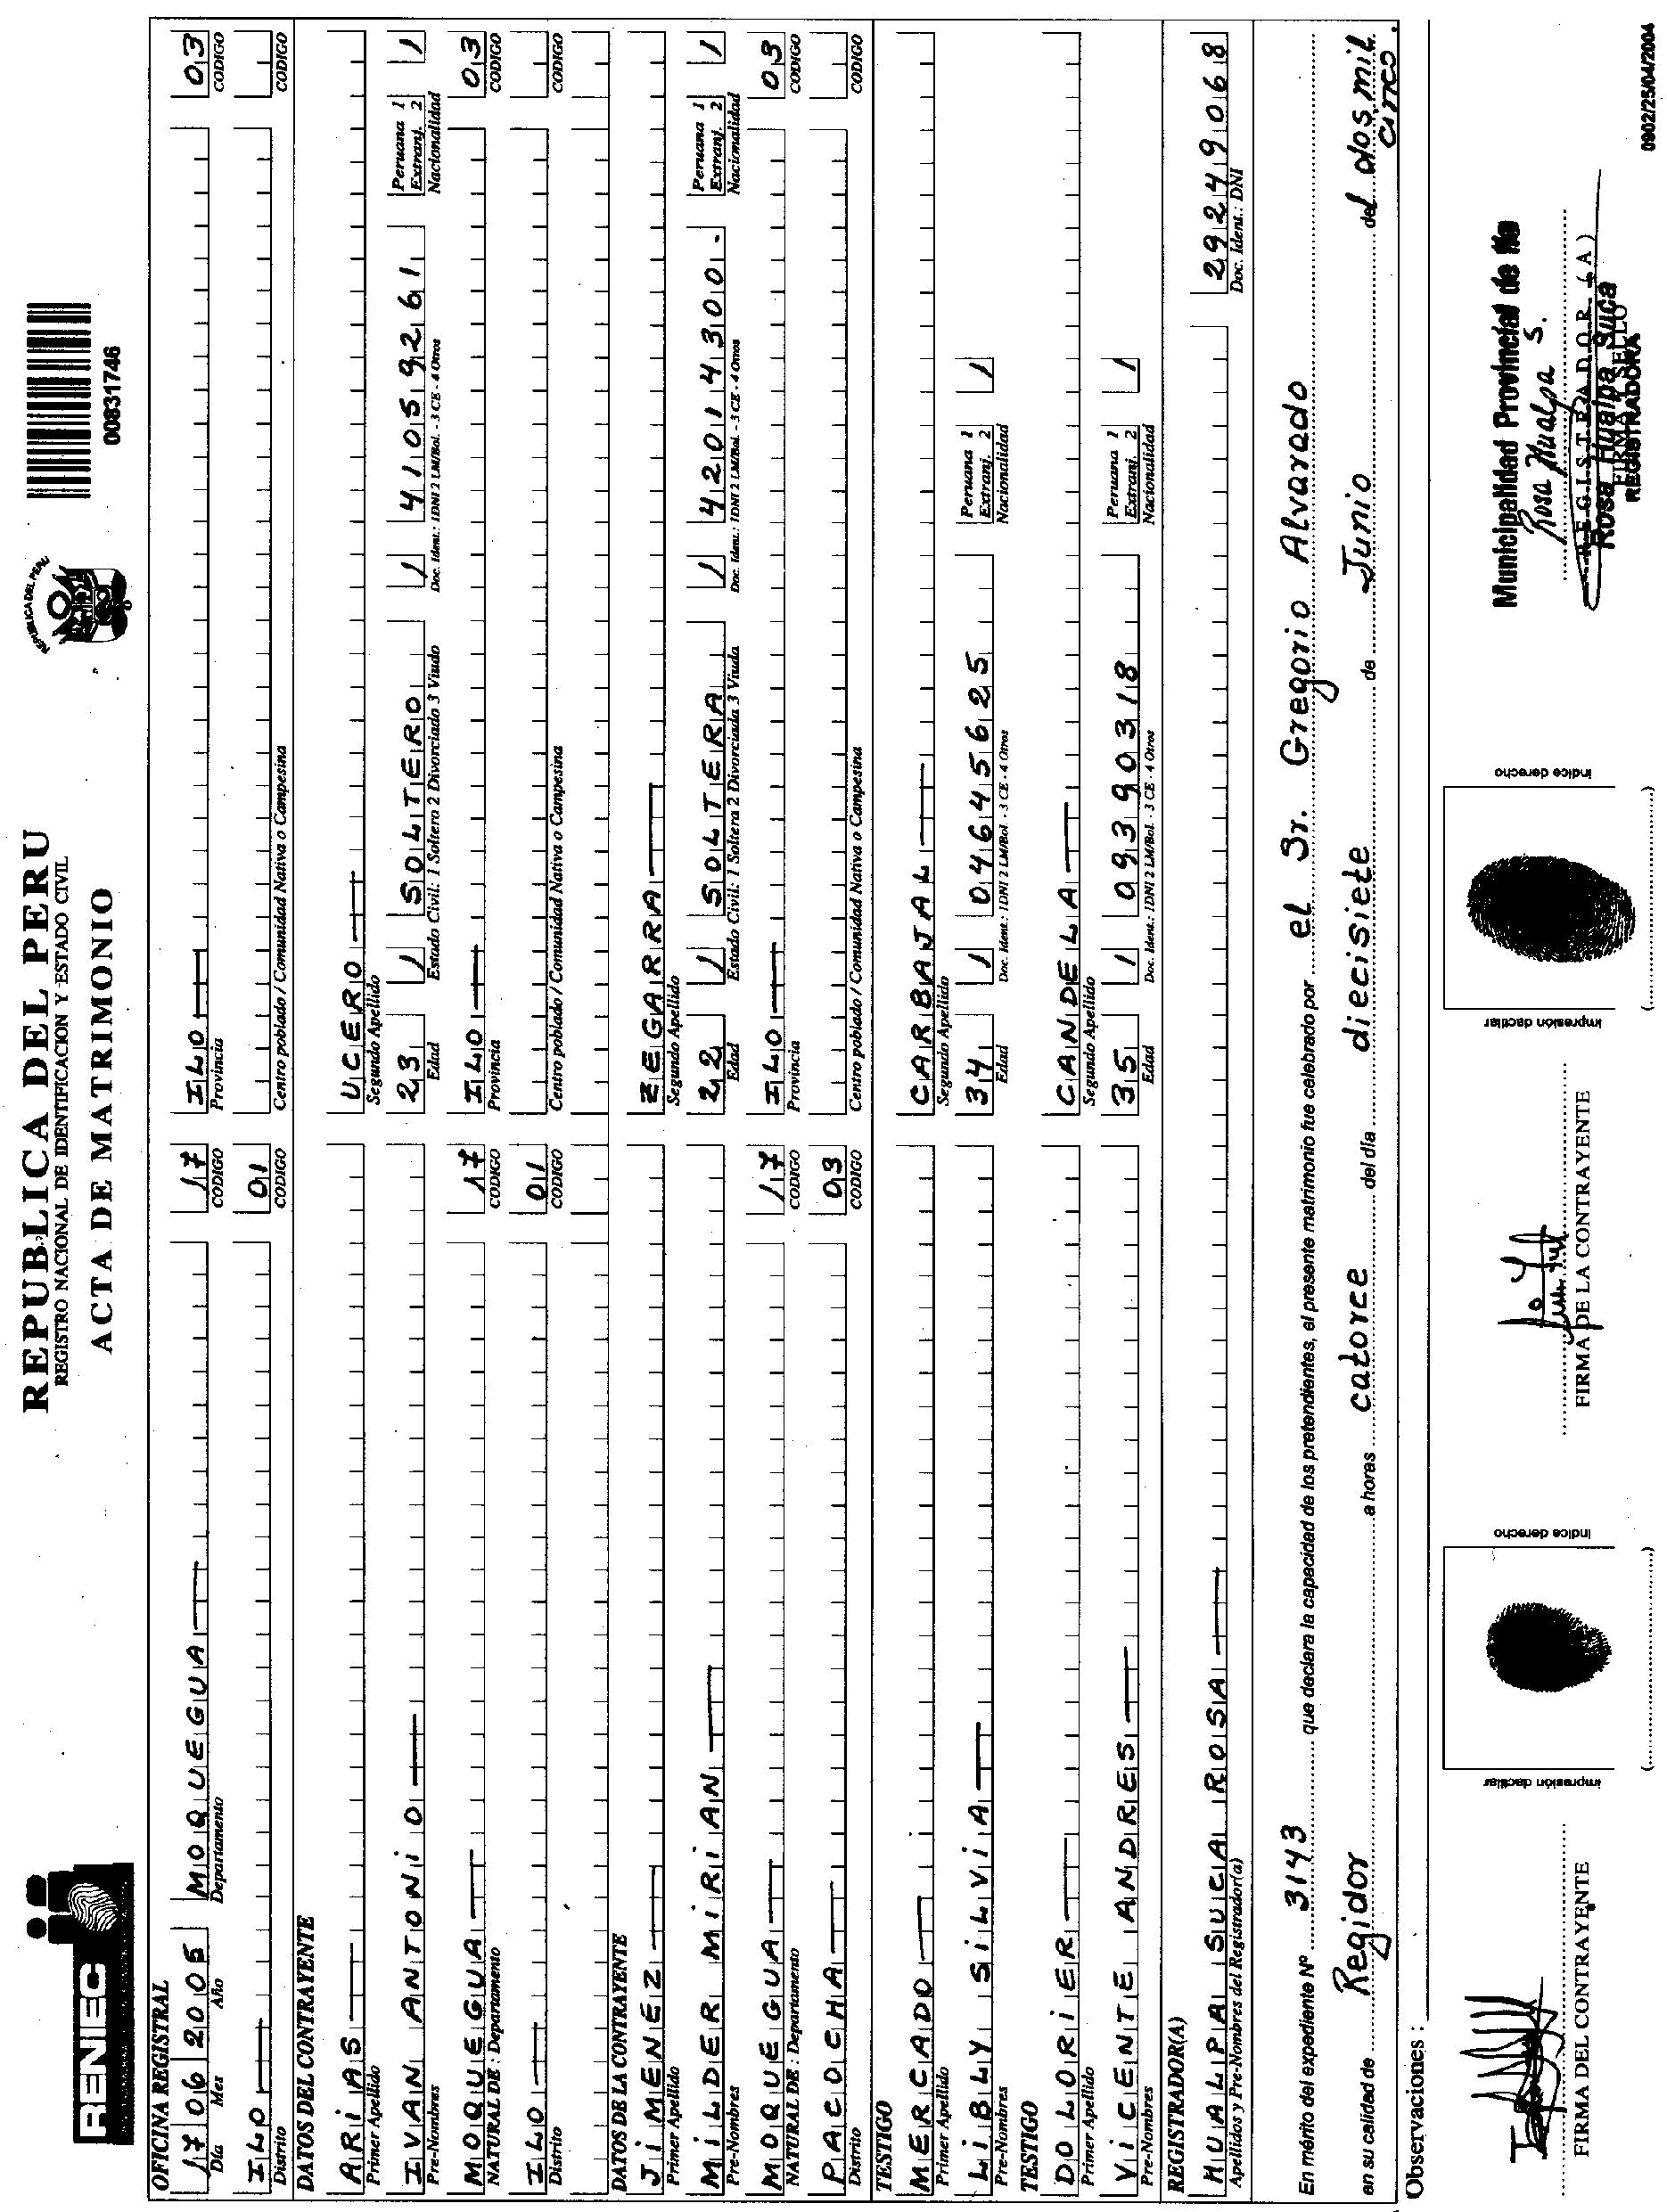 RENIEC
REPUBLICA DEL PERU
REGISTRO NACIONAL DE IDENTIFICACION Y ESTADO CIVIL
ACTA DE MATRIMONIO
REPUBLICA DEL PERU
00831746
OFICINA REGISTRAL
17 06 2005 MOQUEGUA 17 ILO 03
Día Mes Año Departamento CODIGO Provincia CODIGO
ILO 01
Distrito CODIGO Centro poblado / Comunidad Nativa o Campesina CODIGO
DATOS DEL CONTRAYENTE
ARiAS UCERO
Primer Apellido Segundo Apellido
IVAN ANTONiO 23 1 SOLTERO 1 41059261 Peruana 1 Extranj. 2 1
Pre-Nombres Edad Estado Civil: 1 Soltero 2 Divorciado 3 Viudo Doc. Ident.: 1DNI 2 LM/Bol. - 3 CE - 4 Otros Nacionalidad
MOQUEGUA 17 ILO 03
NATURAL DE : Departamento CODIGO Provincia CODIGO
ILO 01
Distrito CODIGO Centro poblado / Comunidad Nativa o Campesina CODIGO
DATOS DE LA CONTRAYENTE
JiMENEZ ZEGARRA
Primer Apellido Segundo Apellido
MiLDER MiRiAN 22 1 SOLTERA 1 42014300. Peruana 1 Extranj. 2 1
Pre-Nombres Edad Estado Civil: 1 Soltera 2 Divorciada 3 Viuda Doc. Ident.: 1DNI 2 LM/Bol. - 3 CE - 4 Otros Nacionalidad
MOQUEGUA 17 ILO 03
NATURAL DE : Departamento CODIGO Provincia CODIGO
PACOCHA 03
Distrito CODIGO Centro poblado / Comunidad Nativa o Campesina CODIGO
TESTIGO
MERCADO CARBAJAL
Primer Apellido Segundo Apellido
LiBLY SiLViA 34 1 04645625 Peruana 1 Extranj. 2 1
Pre-Nombres Edad Doc. Ident.: 1DNI 2 LM/Bol. - 3 CE - 4 Otros Nacionalidad
TESTIGO
DOLORiER CANDELA
Primer Apellido Segundo Apellido
ViCENTE ANDRES 35 1 09390318 Peruana 1 Extranj. 2 1
Pre-Nombres Edad Doc. Ident.: 1DNI 2 LM/Bol. - 3 CE - 4 Otros Nacionalidad
REGISTRADOR(A)
HUALPA SUCA ROSA 29249068
Apellidos y Pre-Nombres del Registrador(a) Doc. Ident.: DNI
En mérito del expediente Nº 3143 que declara la capacidad de los pretendientes, el presente matrimonio fue celebrado por el Sr. Gregorio Alvarado
en su calidad de Regidor a horas catorce del día diecisiete de Junio del dos mil cinco.
Observaciones :
FIRMA DEL CONTRAYENTE
impresión dactilar
indice derecho
FIRMA DE LA CONTRAYENTE
impresión dactilar
indice derecho
Municipalidad Provincial de Ilo
Rosa Hualpa S.
REGISTRADOR (A)
Rosa Hualpa Suca
FIRMA Y SELLO
REGISTRADORA
0902/25/04/2004